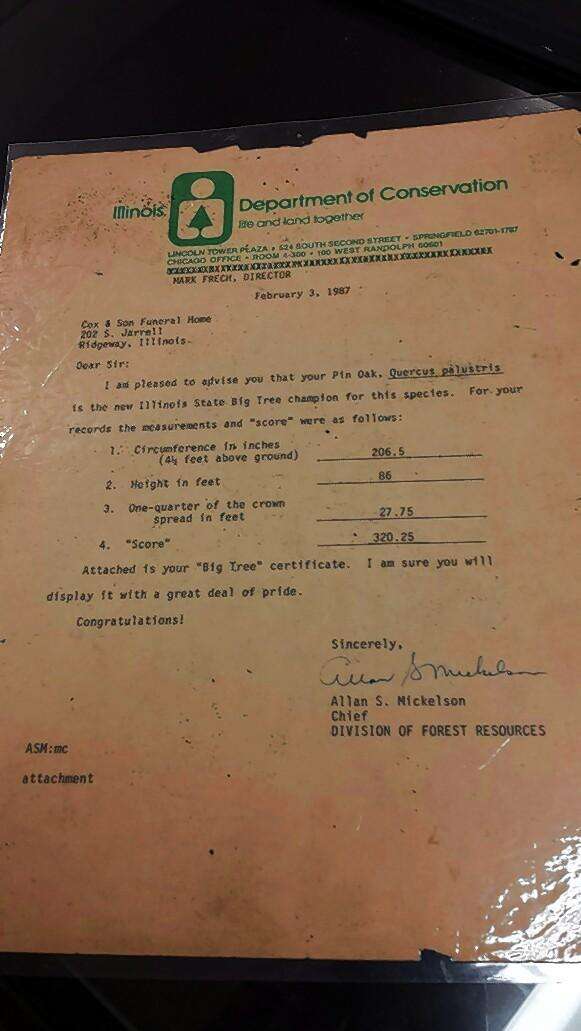 Illinois Department of Conservation
life and land together
LINCOLN TOWER PLAZA • 524 SOUTH SECOND STREET • SPRINGFIELD 62701-1787
CHICAGO OFFICE • ROOM 4-300 • 100 WEST RANDOLPH 60601
MARK FRECH, DIRECTOR
February 3, 1987
Cox & Son Funeral Home
202 S. Jarrell
Ridgeway, Illinois
Dear Sir:
I am pleased to advise you that your Pin Oak, Quercus palustris
is the new Illinois State Big Tree champion for this species. For your
records the measurements and "score" were as follows:
1. Circumference in inches
(4½ feet above ground) 206.5
2. Height in feet 86
3. One-quarter of the crown
spread in feet 27.75
4. "Score" 320.25
Attached is your "Big Tree" certificate. I am sure you will
display it with a great deal of pride.
Congratulations!
Sincerely,
Allan S Mickelson
Allan S. Mickelson
Chief
DIVISION OF FOREST RESOURCES
ASM:mc
attachment